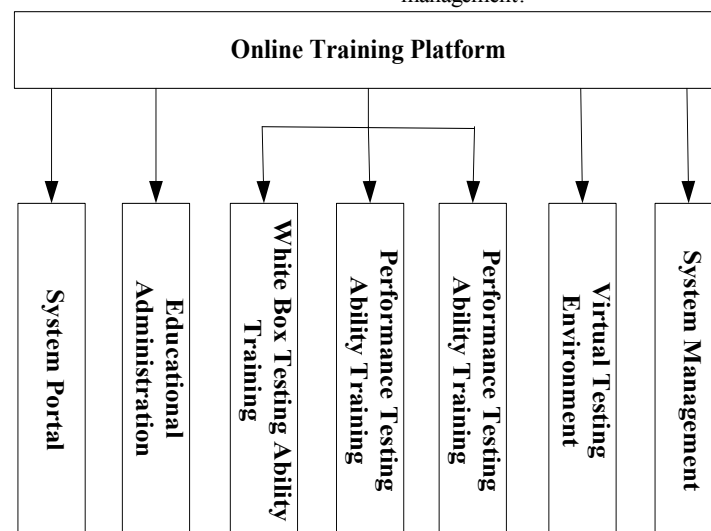 management.
Online Training Platform
System Portal
Educational
Administration
White Box Testing Ability
Training
Performance Testing
Ability Training
Performance Testing
Ability Training
Virtual Testing
Environment
System Management